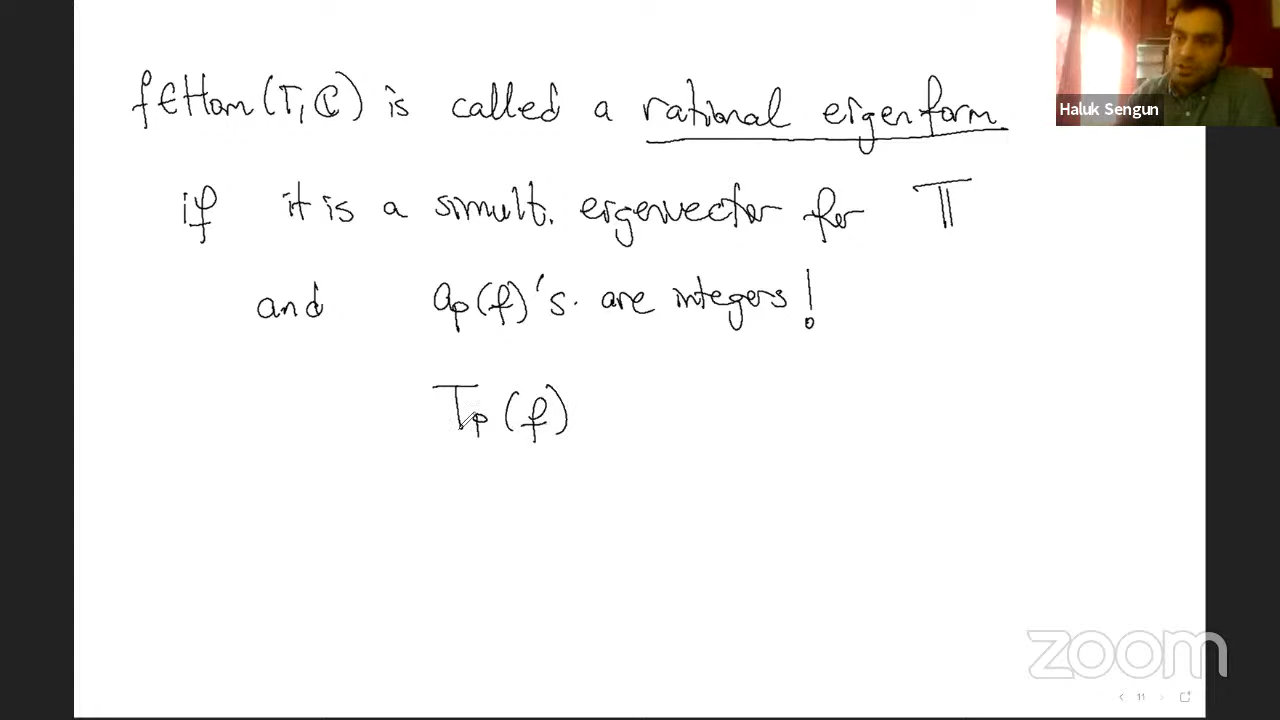 f∈Hom(Γ, ℂ) is called a rational eigenform
Haluk Sengun
if it is a simult. eigenvector for 𝕋
and ap(f)'s. are integers!
Tp(f)
zoom
11